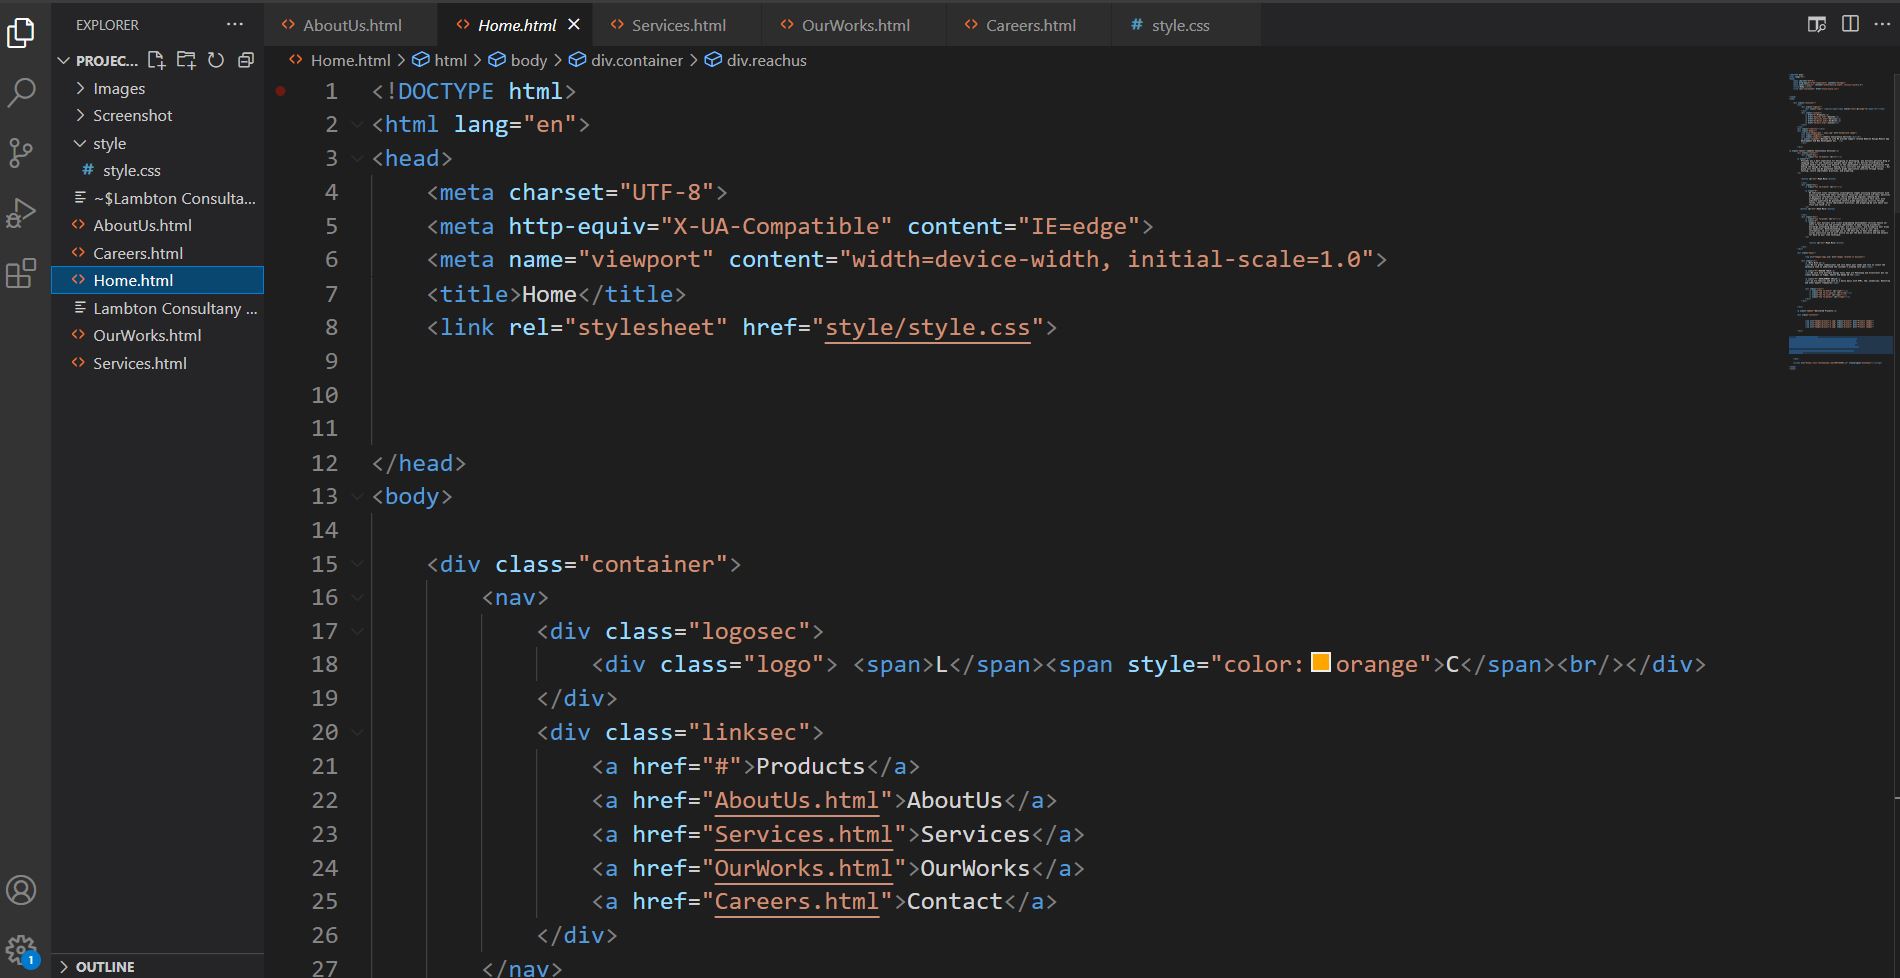 EXPLORER
PROJEC...
Images
Screenshot
style
# style.css
~$Lambton Consulta...
<> AboutUs.html
<> Careers.html
<> Home.html
Lambton Consultany ...
<> OurWorks.html
<> Services.html
OUTLINE
1
<> AboutUs.html
<> Home.html
<> Services.html
<> OurWorks.html
<> Careers.html
# style.css
<> Home.html > html > body > div.container > div.reachus
1 <!DOCTYPE html>
2 <html lang="en">
3 <head>
4 <meta charset="UTF-8">
5 <meta http-equiv="X-UA-Compatible" content="IE=edge">
6 <meta name="viewport" content="width=device-width, initial-scale=1.0">
7 <title>Home</title>
8 <link rel="stylesheet" href="style/style.css">
9
10
11
12 </head>
13 <body>
14
15 <div class="container">
16 <nav>
17 <div class="logosec">
18 <div class="logo"> <span>L</span><span style="color:orange">C</span><br/></div>
19 </div>
20 <div class="linksec">
21 <a href="#">Products</a>
22 <a href="AboutUs.html">AboutUs</a>
23 <a href="Services.html">Services</a>
24 <a href="OurWorks.html">OurWorks</a>
25 <a href="Careers.html">Contact</a>
26 </div>
27 </nav>